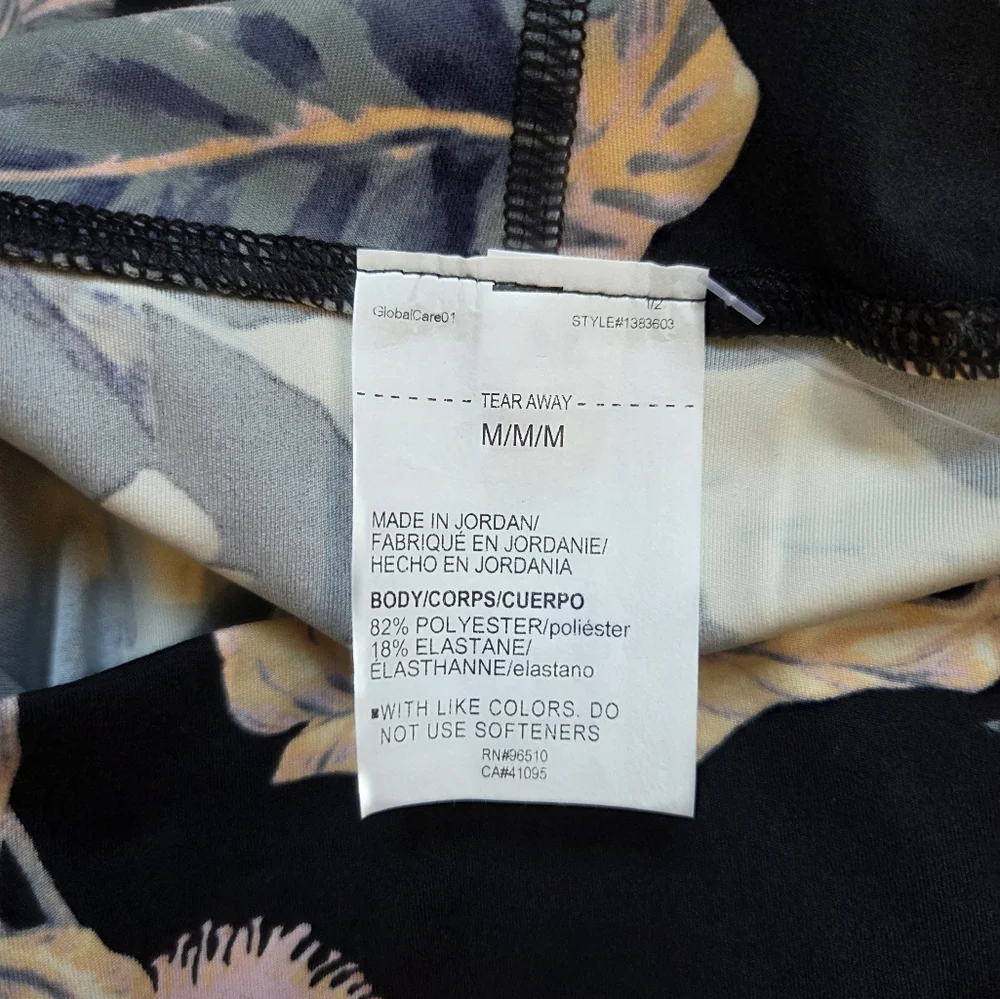 1/2
GlobalCare01 STYLE#1383603
TEAR AWAY
M/M/M
MADE IN JORDAN/
FABRIQUÉ EN JORDANIE/
HECHO EN JORDANIA
BODY/CORPS/CUERPO
82% POLYESTER/poliéster
18% ELASTANE/
ÉLASTHANNE/elastano
WITH LIKE COLORS. DO
NOT USE SOFTENERS
RN#96510
CA#41095